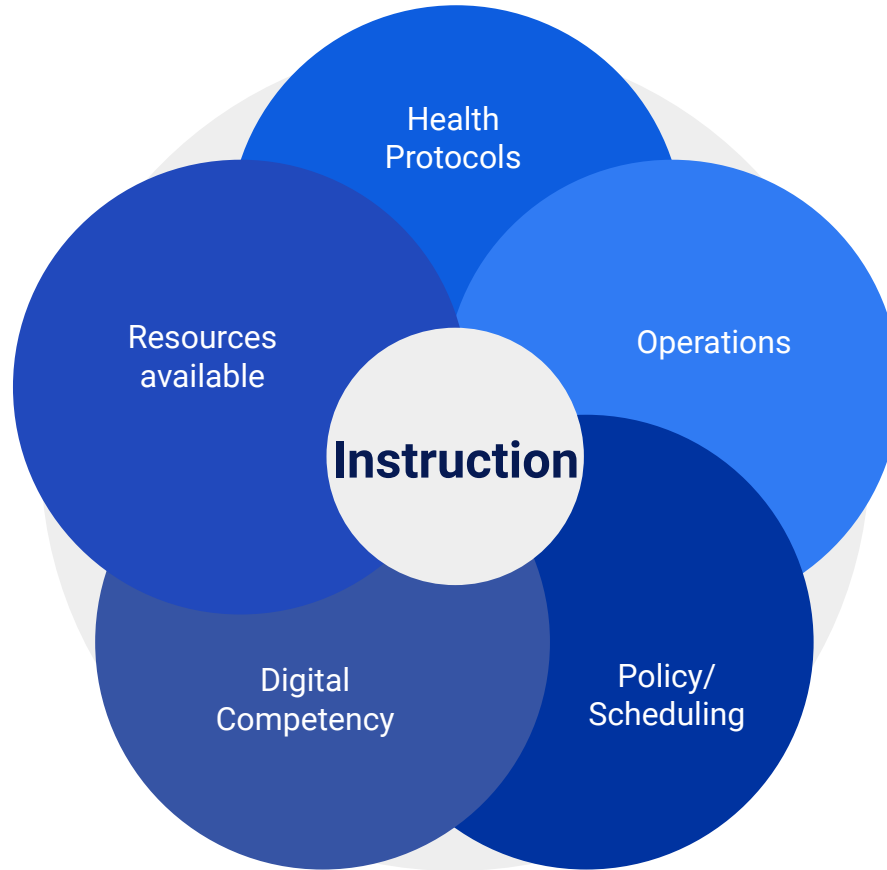 Health
Protocols
Resources
available
Operations
Instruction
Digital
Competency
Policy/
Scheduling